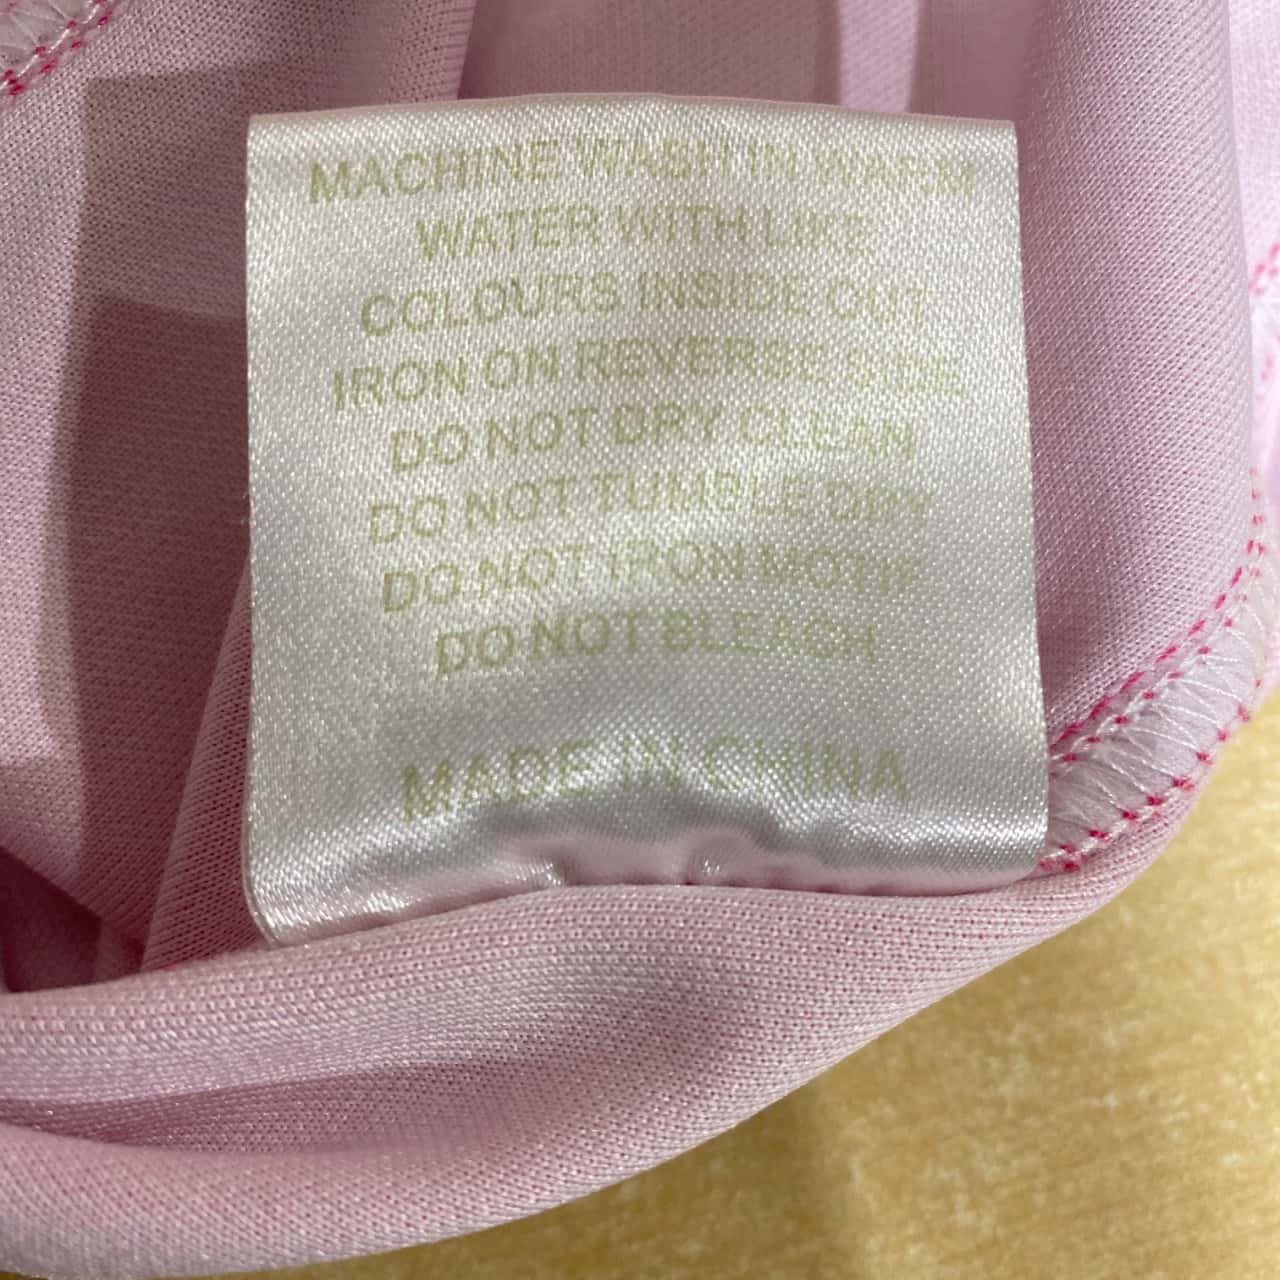 MACHINE WASH IN WARM
WATER WITH LIKE
COLOURS INSIDE OUT
IRON ON REVERSE SIDE
DO NOT DRY CLEAN
DO NOT TUMBLE DRY
DO NOT IRON MOTIF
DO NOT BLEACH
MADE IN CHINA